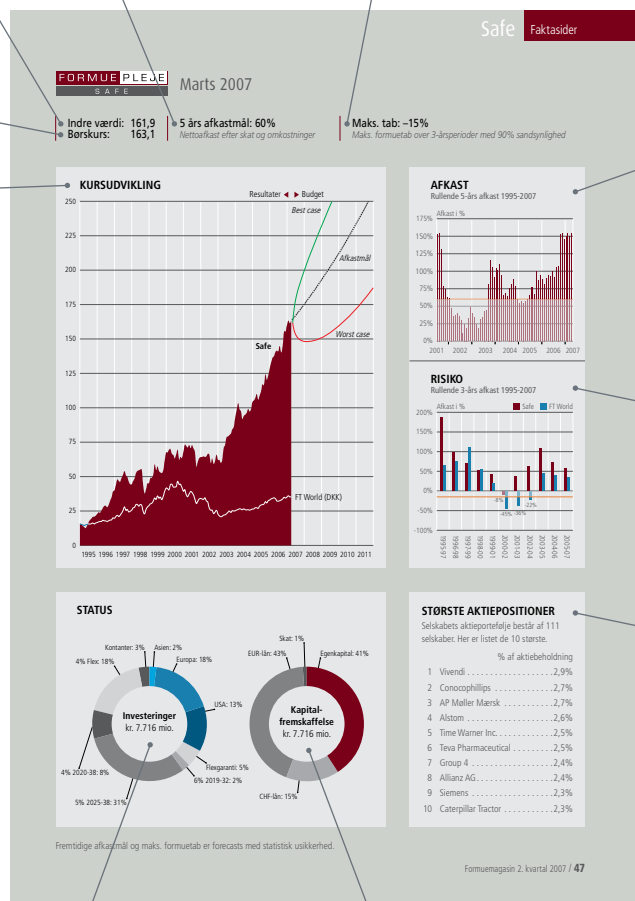 Safe Faktasider
FORMUE PLEJE
SAFE
Marts 2007
Indre værdi: 161,9
Børskurs: 163,1
5 års afkastmål: 60%
Nettoafkast efter skat og omkostninger
Maks. tab: –15%
Maks. formuetab over 3-årsperioder med 90% sandsynlighed
KURSUDVIKLING
Resultater Budget
250
225
200
175
150
125
100
75
50
25
0
Best case
Afkastmål
Worst case
Safe
FT World (DKK)
1995 1996 1997 1998 1999 2000 2001 2002 2003 2004 2005 2006 2007 2008 2009 2010 2011
AFKAST
Rullende 5-års afkast 1995-2007
Afkast i %
175%
150%
125%
100%
75%
50%
25%
0%
2001 2002 2003 2004 2005 2006 2007
RISIKO
Rullende 3-års afkast 1995-2007
Afkast i %
Safe FT World
200%
150%
100%
50%
0%
-50%
-100%
-8%
-45%
-36%
-22%
1995-97
1996-98
1997-99
1998-00
1999-01
2000-02
2001-03
2002-04
2003-05
2004-06
2005-07
STATUS
Kontanter: 3%
Asien: 2%
4% Flex: 18%
Europa: 18%
USA: 13%
Investeringer
kr. 7.716 mio.
Flexgaranti: 5%
4% 2020-38: 8%
6% 2019-32: 2%
5% 2025-38: 31%
Skat: 1%
EUR-lån: 43%
Egenkapital: 41%
Kapital-
fremskaffelse
kr. 7.716 mio.
CHF-lån: 15%
STØRSTE AKTIEPOSITIONER
Selskabets aktieportefølje består af 111
selskaber. Her er listet de 10 største.
% af aktiebeholdning
1 Vivendi . . . . . . . . . . . . . . . . . . . . .2,9%
2 Conocophillips . . . . . . . . . . . . . . .2,7%
3 AP Møller Mærsk . . . . . . . . . . . . .2,7%
4 Alstom . . . . . . . . . . . . . . . . . . . . .2,6%
5 Time Warner Inc. . . . . . . . . . . . . .2,5%
6 Teva Pharmaceutical . . . . . . . . . .2,5%
7 Group 4 . . . . . . . . . . . . . . . . . . . .2,4%
8 Allianz AG. . . . . . . . . . . . . . . . . . .2,4%
9 Siemens . . . . . . . . . . . . . . . . . . . .2,3%
10 Caterpillar Tractor . . . . . . . . . . . .2,3%
Fremtidige afkastmål og maks. formuetab er forecasts med statistisk usikkerhed.
Formuemagasin 2. kvartal 2007 / 47